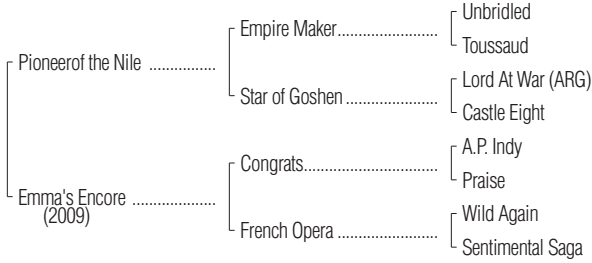 Unbridled
Empire Maker........................
Toussaud
Pioneerof the Nile ................
Lord At War (ARG)
Star of Goshen......................
Castle Eight
A.P. Indy
Congrats................................
Praise
Emma's Encore ....................
(2009)
Wild Again
French Opera ........................
Sentimental Saga